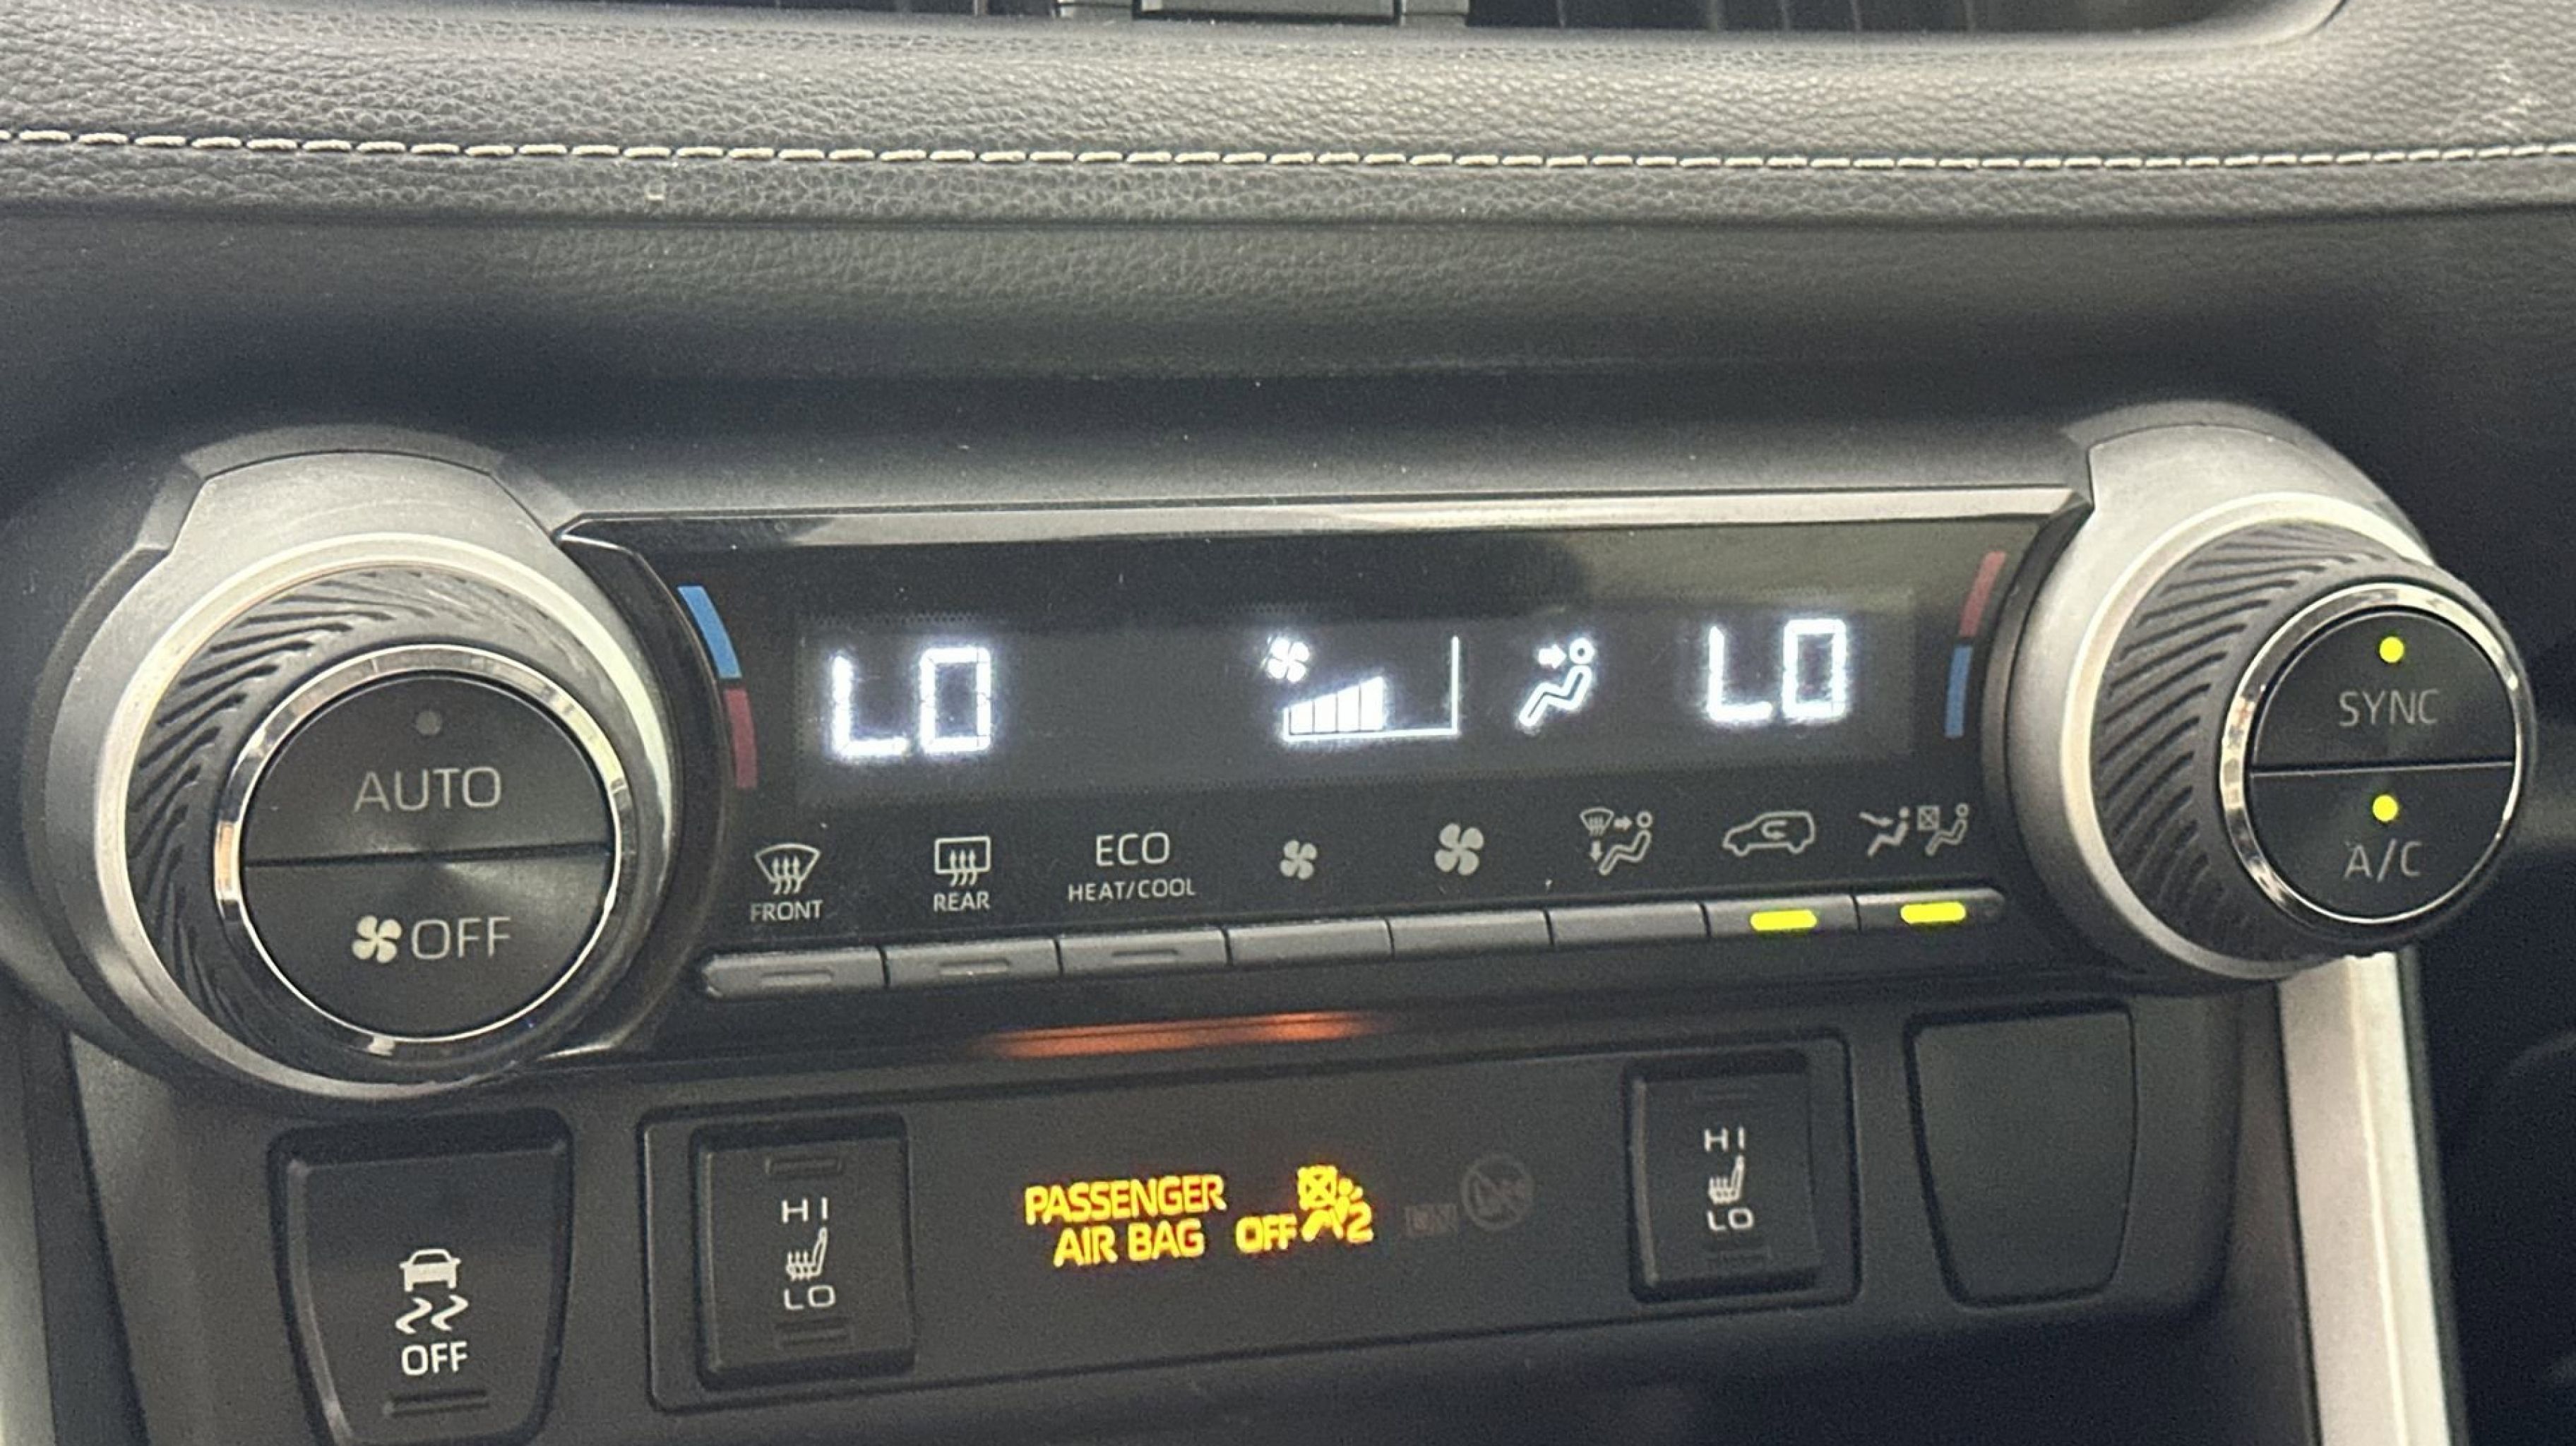 LO
LO
AUTO
OFF
FRONT
REAR
ECO
HEAT/COOL
SYNC
A/C
OFF
HI
LO
PASSENGER
AIR BAG OFF 2
HI
LO